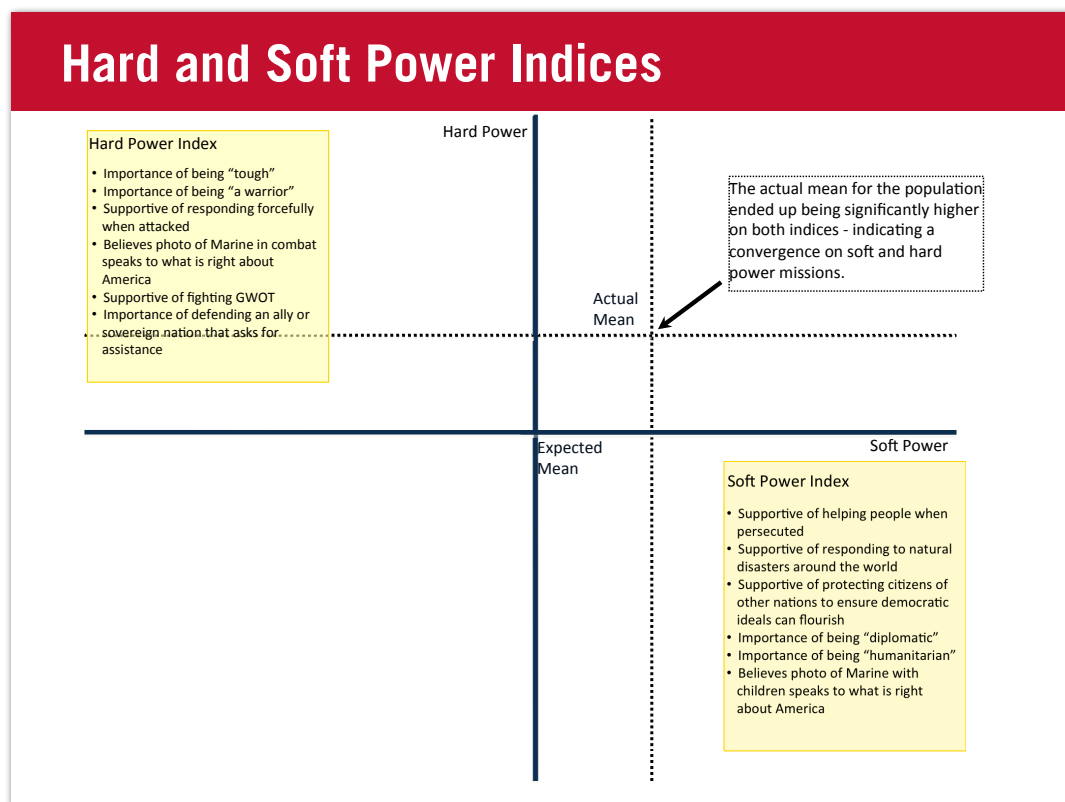 Hard and Soft Power Indices
Hard Power Index
• Importance of being “tough”
• Importance of being “a warrior”
• Supportive of responding forcefully
when attacked
• Believes photo of Marine in combat
speaks to what is right about
America
• Supportive of fighting GWOT
• Importance of defending an ally or
sovereign nation that asks for
assistance
Hard Power
The actual mean for the population
ended up being significantly higher
on both indices - indicating a
convergence on soft and hard
power missions.
Actual
Mean
Expected
Mean
Soft Power
Soft Power Index
• Supportive of helping people when
persecuted
• Supportive of responding to natural
disasters around the world
• Supportive of protecting citizens of
other nations to ensure democratic
ideals can flourish
• Importance of being “diplomatic”
• Importance of being “humanitarian”
• Believes photo of Marine with
children speaks to what is right
about America